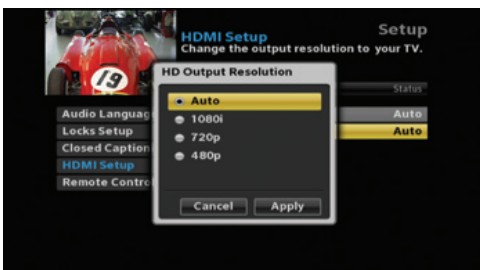 Setup
HDMI Setup
Change the output resolution to your TV.
19
HD Output Resolution
Status
Auto
1080i
720p
480p
Cancel Apply
Audio Languag
Auto
Locks Setup
Auto
Closed Caption
HDMI Setup
Remote Contro